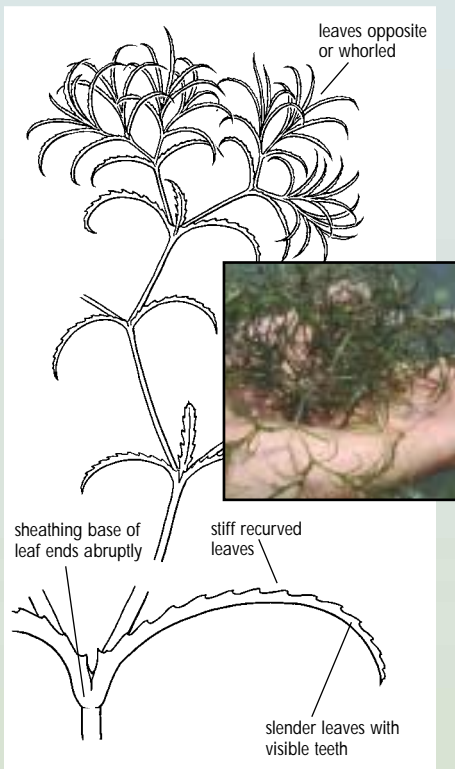 leaves opposite
or whorled
sheathing base of
leaf ends abruptly
stiff recurved
leaves
slender leaves with
visible teeth